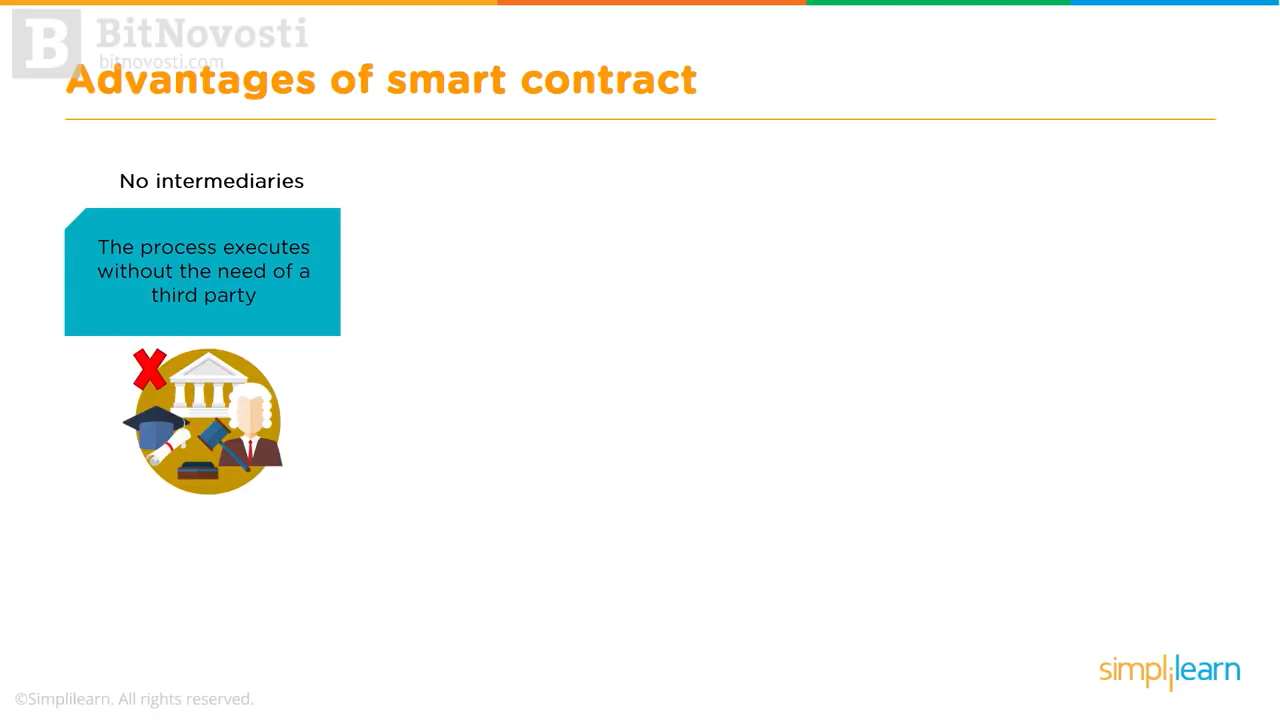 B BitNovosti
bitnovosti.com
Advantages of smart contract
No intermediaries
The process executes
without the need of a
third party
simplilearn
©Simplilearn. All rights reserved.